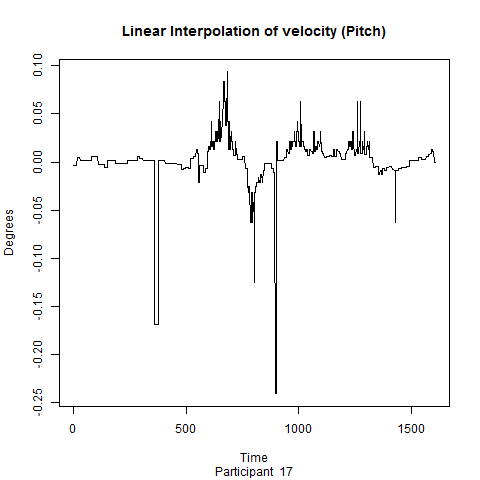 Linear Interpolation of velocity (Pitch)
0.10
0.05
0.00
-0.05
-0.10
-0.15
-0.20
-0.25
Degrees
0 500 1000 1500
Time
Participant 17